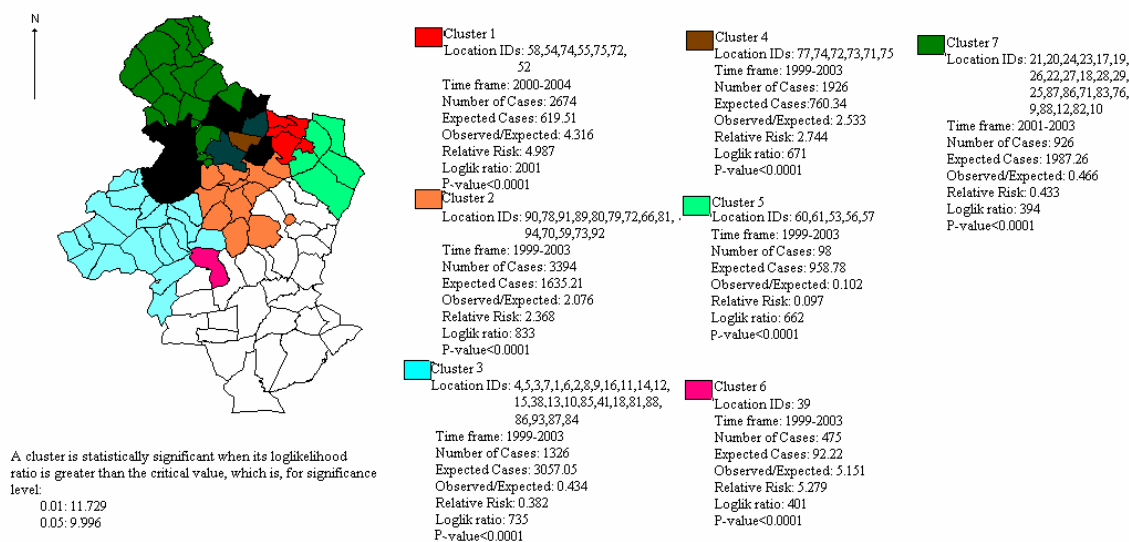 N
Cluster 1
Location IDs: 58,54,74,55,75,72,
52
Time frame: 2000-2004
Number of Cases: 2674
Expected Cases: 619.51
Observed/Expected: 4.316
Relative Risk: 4.987
Loglik ratio: 2001
P-value<0.0001
Cluster 2
Location IDs: 90,78,91,89,80,79,72,66,81,
94,70,59,73,92
Time frame: 1999-2003
Number of Cases: 3394
Expected Cases: 1635.21
Observed/Expected: 2.076
Relative Risk: 2.368
Loglik ratio: 833
P-value<0.0001
Cluster 3
Location IDs: 4,5,3,7,1,6,2,8,9,16,11,14,12,
15,38,13,10,85,41,18,81,88,
86,93,87,84
Time frame: 1999-2003
Number of Cases: 1326
Expected Cases: 3057.05
Observed/Expected: 0.434
Relative Risk: 0.382
Loglik ratio: 735
P-value<0.0001
Cluster 4
Location IDs: 77,74,72,73,71,75
Time frame: 1999-2003
Number of Cases: 1926
Expected Cases:760.34
Observed/Expected: 2.533
Relative Risk: 2.744
Loglik ratio: 671
P-value<0.0001
Cluster 5
Location IDs: 60,61,53,56,57
Time frame: 1999-2003
Number of Cases: 98
Expected Cases: 958.78
Observed/Expected: 0.102
Relative Risk: 0.097
Loglik ratio: 662
P-value<0.0001
Cluster 6
Location IDs: 39
Time frame: 1999-2003
Number of Cases: 475
Expected Cases: 92.22
Observed/Expected: 5.151
Relative Risk: 5.279
Loglik ratio: 401
P-value<0.0001
Cluster 7
Location IDs: 21,20,24,23,17,19,
26,22,27,18,28,29,
25,87,86,71,83,76,
9,88,12,82,10
Time frame: 2001-2003
Number of Cases: 926
Expected Cases: 1987.26
Observed/Expected: 0.466
Relative Risk: 0.433
Loglik ratio: 394
P-value<0.0001
A cluster is statistically significant when its loglikelihood
ratio is greater than the critical value, which is, for significance
level:
0.01: 11.729
0.05: 9.996